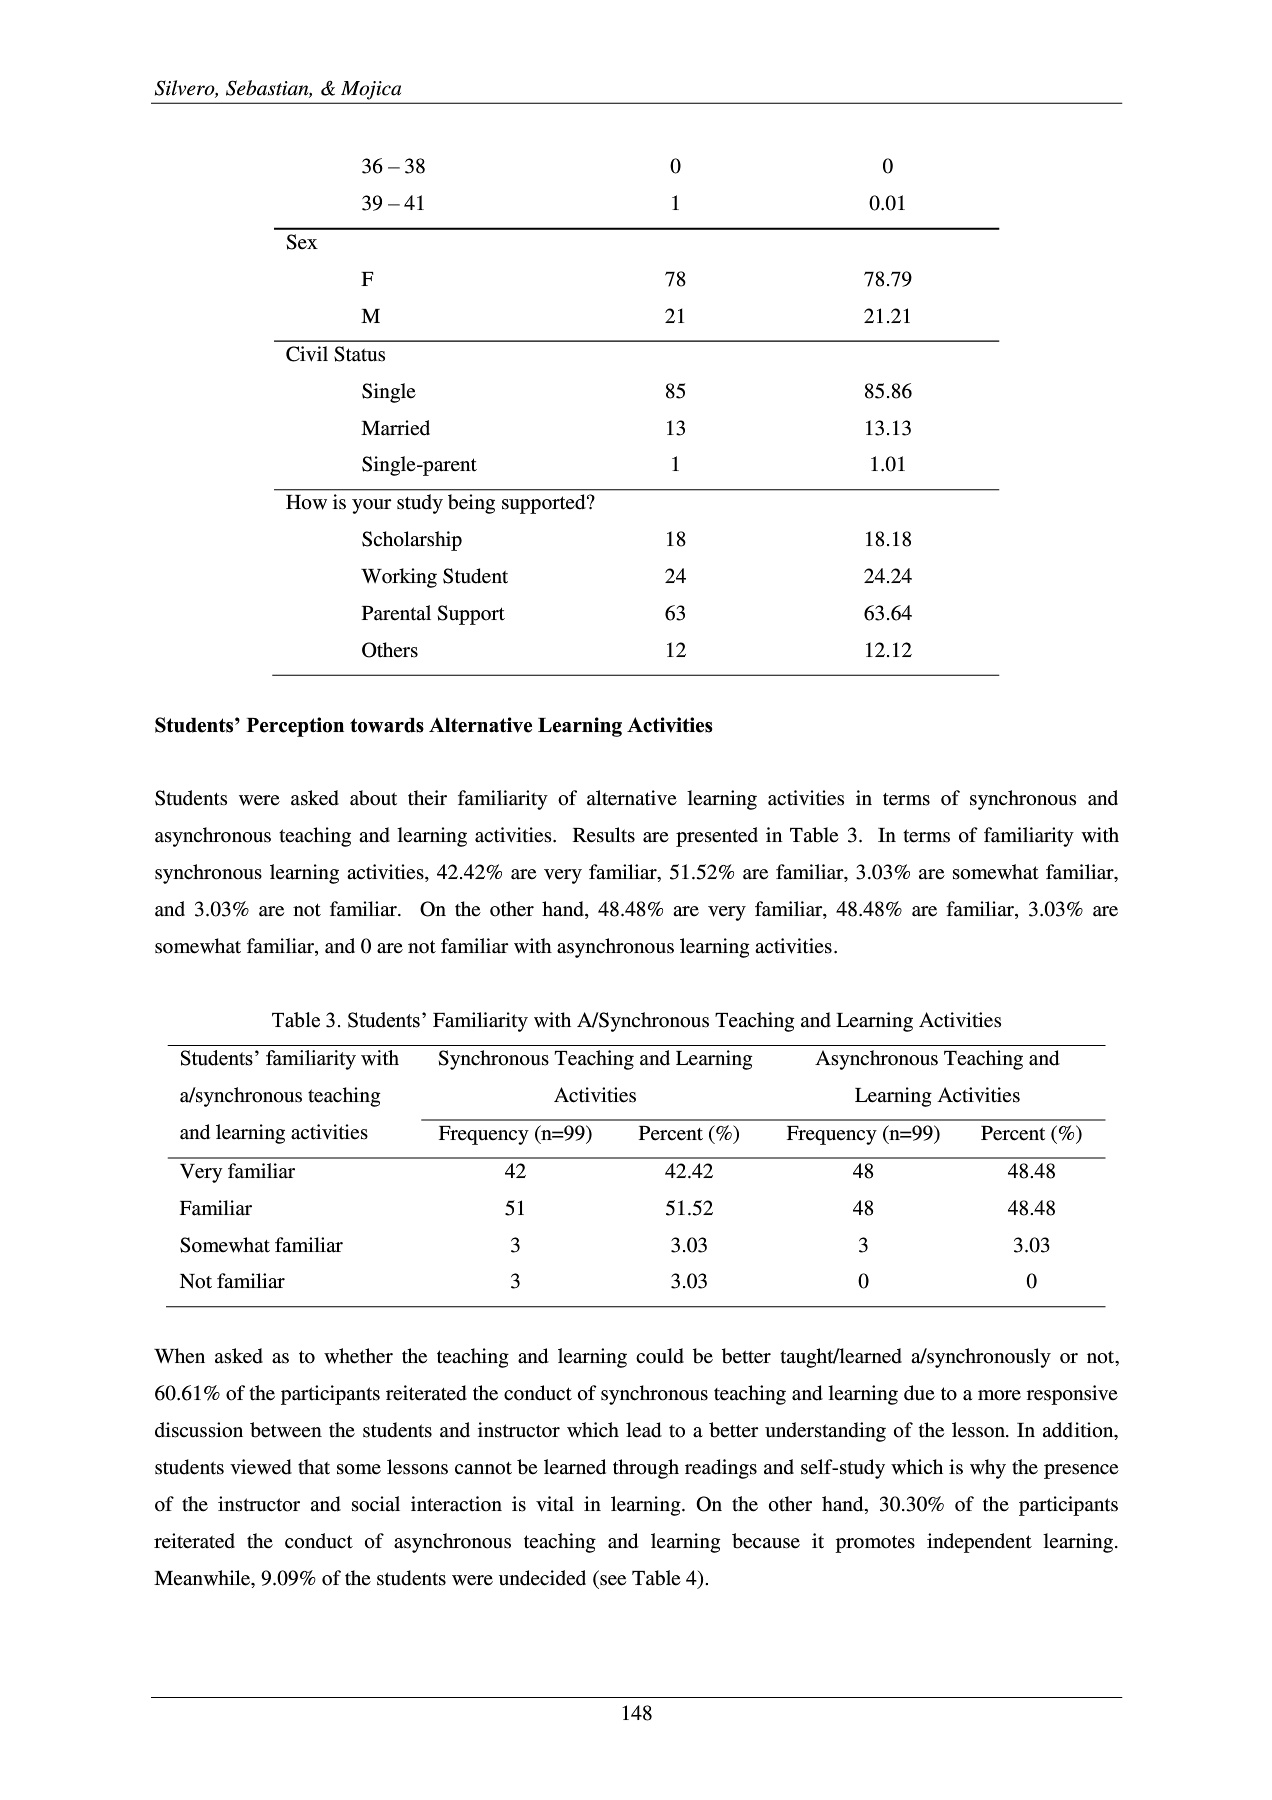 Silvero, Sebastian, & Mojica
36 – 38 0 0
39 – 41 1 0.01
Sex
F 78 78.79
M 21 21.21
Civil Status
Single 85 85.86
Married 13 13.13
Single-parent 1 1.01
How is your study being supported?
Scholarship 18 18.18
Working Student 24 24.24
Parental Support 63 63.64
Others 12 12.12
Students’ Perception towards Alternative Learning Activities
Students were asked about their familiarity of alternative learning activities in terms of synchronous and
asynchronous teaching and learning activities. Results are presented in Table 3. In terms of familiarity with
synchronous learning activities, 42.42% are very familiar, 51.52% are familiar, 3.03% are somewhat familiar,
and 3.03% are not familiar. On the other hand, 48.48% are very familiar, 48.48% are familiar, 3.03% are
somewhat familiar, and 0 are not familiar with asynchronous learning activities.
Table 3. Students’ Familiarity with A/Synchronous Teaching and Learning Activities
Students’ familiarity with Synchronous Teaching and Learning Asynchronous Teaching and
a/synchronous teaching Activities Learning Activities
and learning activities Frequency (n=99) Percent (%) Frequency (n=99) Percent (%)
Very familiar 42 42.42 48 48.48
Familiar 51 51.52 48 48.48
Somewhat familiar 3 3.03 3 3.03
Not familiar 3 3.03 0 0
When asked as to whether the teaching and learning could be better taught/learned a/synchronously or not,
60.61% of the participants reiterated the conduct of synchronous teaching and learning due to a more responsive
discussion between the students and instructor which lead to a better understanding of the lesson. In addition,
students viewed that some lessons cannot be learned through readings and self-study which is why the presence
of the instructor and social interaction is vital in learning. On the other hand, 30.30% of the participants
reiterated the conduct of asynchronous teaching and learning because it promotes independent learning.
Meanwhile, 9.09% of the students were undecided (see Table 4).
148